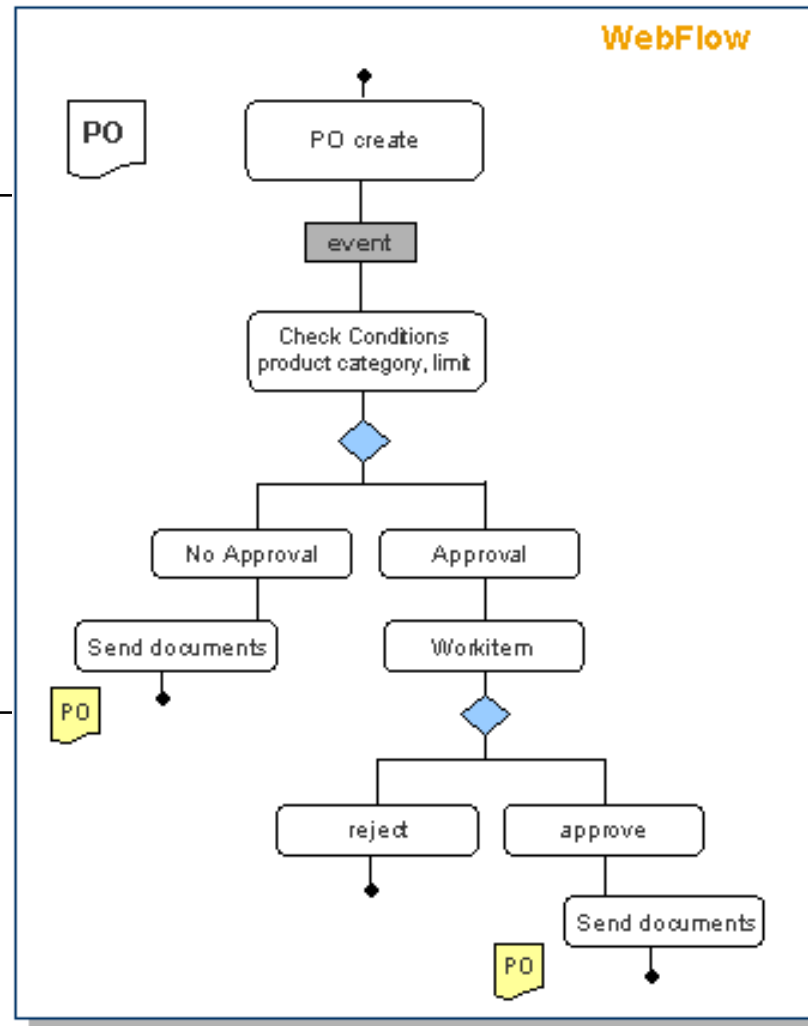 WebFlow
PO
PO create
event
Check Conditions
product category, limit
No Approval
Approval
Send documents
Workitem
PO
reject
approve
Send documents
PO